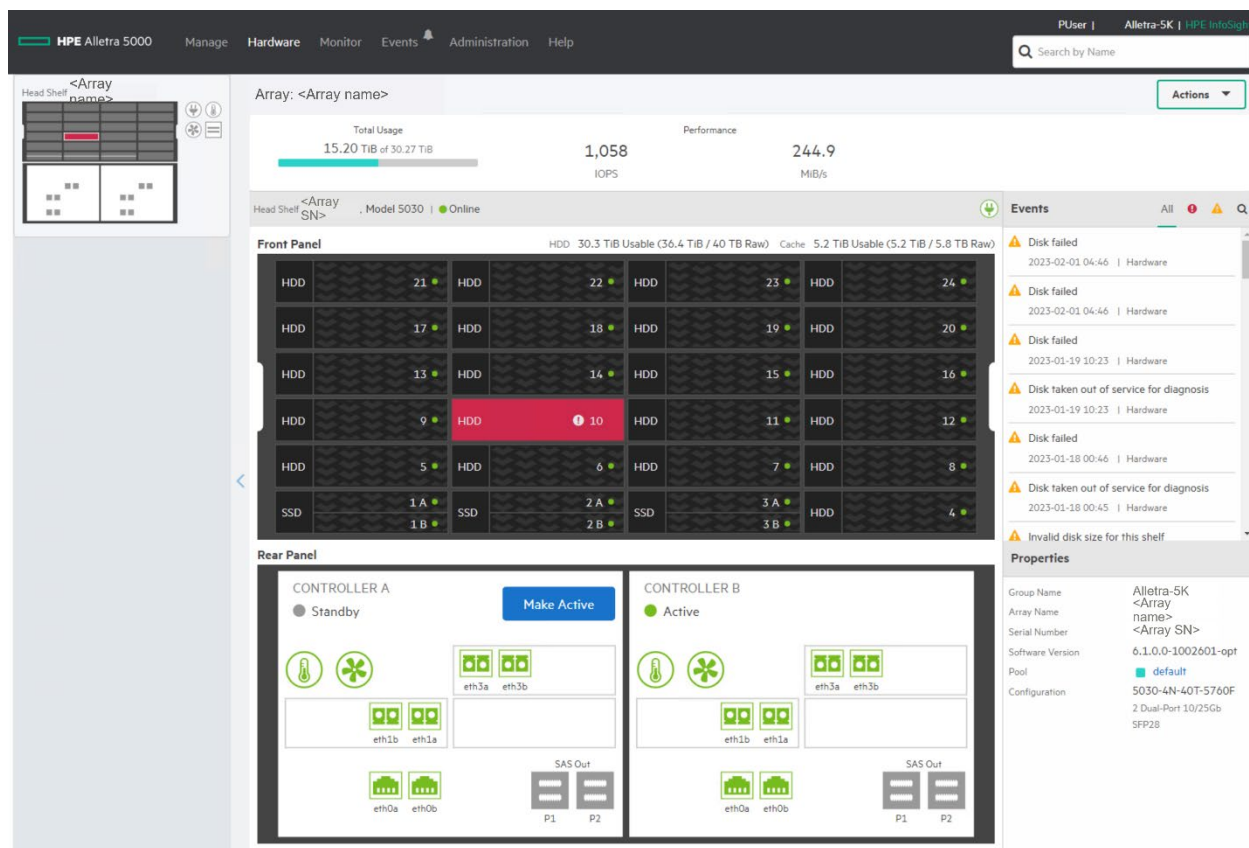 PUser | Alletra-5K | HPE InfoSight
HPE Alletra 5000 Manage Hardware Monitor Events Administration Help
Search by Name
Head Shelf <Array name>
Array: <Array name>
Actions
Total Usage
15.20 TiB of 30.27 TiB
Performance
1,058
IOPS
244.9
MiB/s
Head Shelf <Array SN> , Model 5030 | Online
Front Panel
HDD 30.3 TiB Usable (36.4 TiB / 40 TB Raw) Cache 5.2 TiB Usable (5.2 TiB / 5.8 TB Raw)
HDD 21 HDD 22 HDD 23 HDD 24
HDD 17 HDD 18 HDD 19 HDD 20
HDD 13 HDD 14 HDD 15 HDD 16
HDD 9 HDD 10 HDD 11 HDD 12
HDD 5 HDD 6 HDD 7 HDD 8
SSD 1 A 1 B SSD 2 A 2 B SSD 3 A 3 B HDD 4
Rear Panel
CONTROLLER A
Standby
Make Active
eth3a eth3b
eth1b eth1a
SAS Out
eth0a eth0b
P1 P2
CONTROLLER B
Active
eth3a eth3b
eth1b eth1a
SAS Out
eth0a eth0b
P1 P2
Events All
Disk failed
2023-02-01 04:46 | Hardware
Disk failed
2023-02-01 04:46 | Hardware
Disk failed
2023-01-19 10:23 | Hardware
Disk taken out of service for diagnosis
2023-01-19 10:23 | Hardware
Disk failed
2023-01-18 00:46 | Hardware
Disk taken out of service for diagnosis
2023-01-18 00:45 | Hardware
Invalid disk size for this shelf
Properties
Group Name Alletra-5K
Array Name <Array name>
Serial Number <Array SN>
Software Version 6.1.0.0-1002601-opt
Pool default
Configuration 5030-4N-40T-5760F
2 Dual-Port 10/25Gb
SFP28